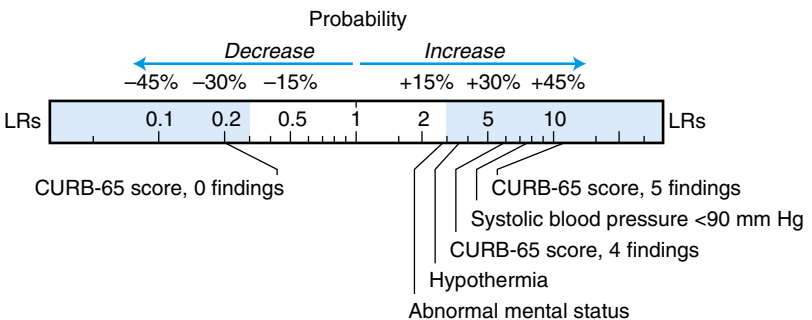 Probability
Decrease Increase
–45% –30% –15% +15% +30% +45%
LRs 0.1 0.2 0.5 1 2 5 10 LRs
CURB-65 score, 0 findings CURB-65 score, 5 findings
Systolic blood pressure <90 mm Hg
CURB-65 score, 4 findings
Hypothermia
Abnormal mental status